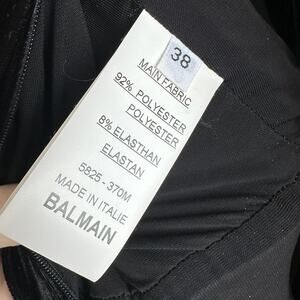 38
MAIN FABRIC
92% POLYESTER
POLYESTER
8% ELASTHAN
ELASTAN
5825 - 370M
MADE IN ITALIE
BALMAIN